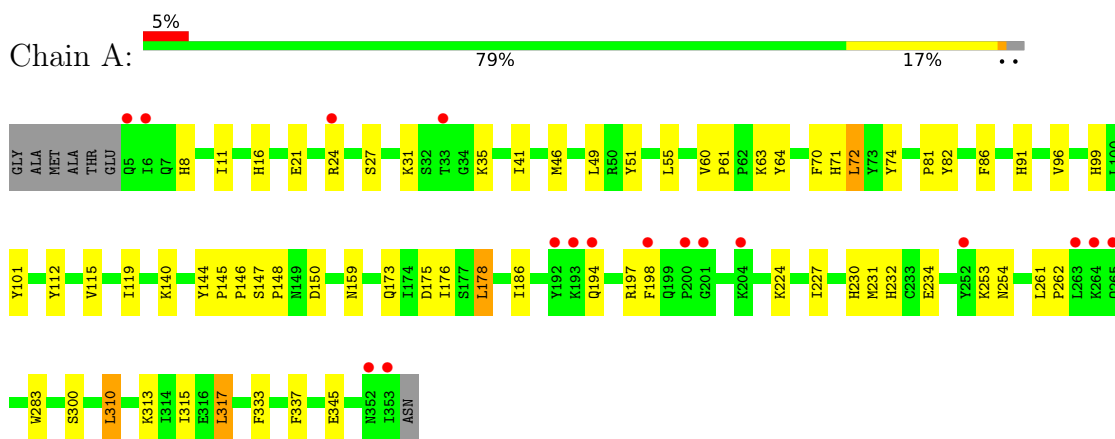 5%
Chain A:
79% 17% • •
GLY ALA MET ALA THR GLU Q5 I6 Q7 H8 I11 H16 E21 R24 S27 K31 S32 T33 G34 K35 I41 M46 L49 R50 Y51 L55 V60 P61 P62 K63 Y64 F70 H71 L72 Y73 Y74 P81 Y82 F86 H91 V96 H99 L100
Y101 Y112 V115 I119 K140 Y144 P145 P146 S147 P148 N149 D150 N159 Q173 I174 D175 I176 S177 L178 I186 Y192 K193 Q194 R197 F198 Q199 P200 G201 K204 K224 I227 H230 M231 H232 C233 E234 Y252 K253 N254 L261 P262 L263 K264
W283 S300 L310 K313 I314 I315 E316 L317 F333 F337 E345 N352 I353 ASN